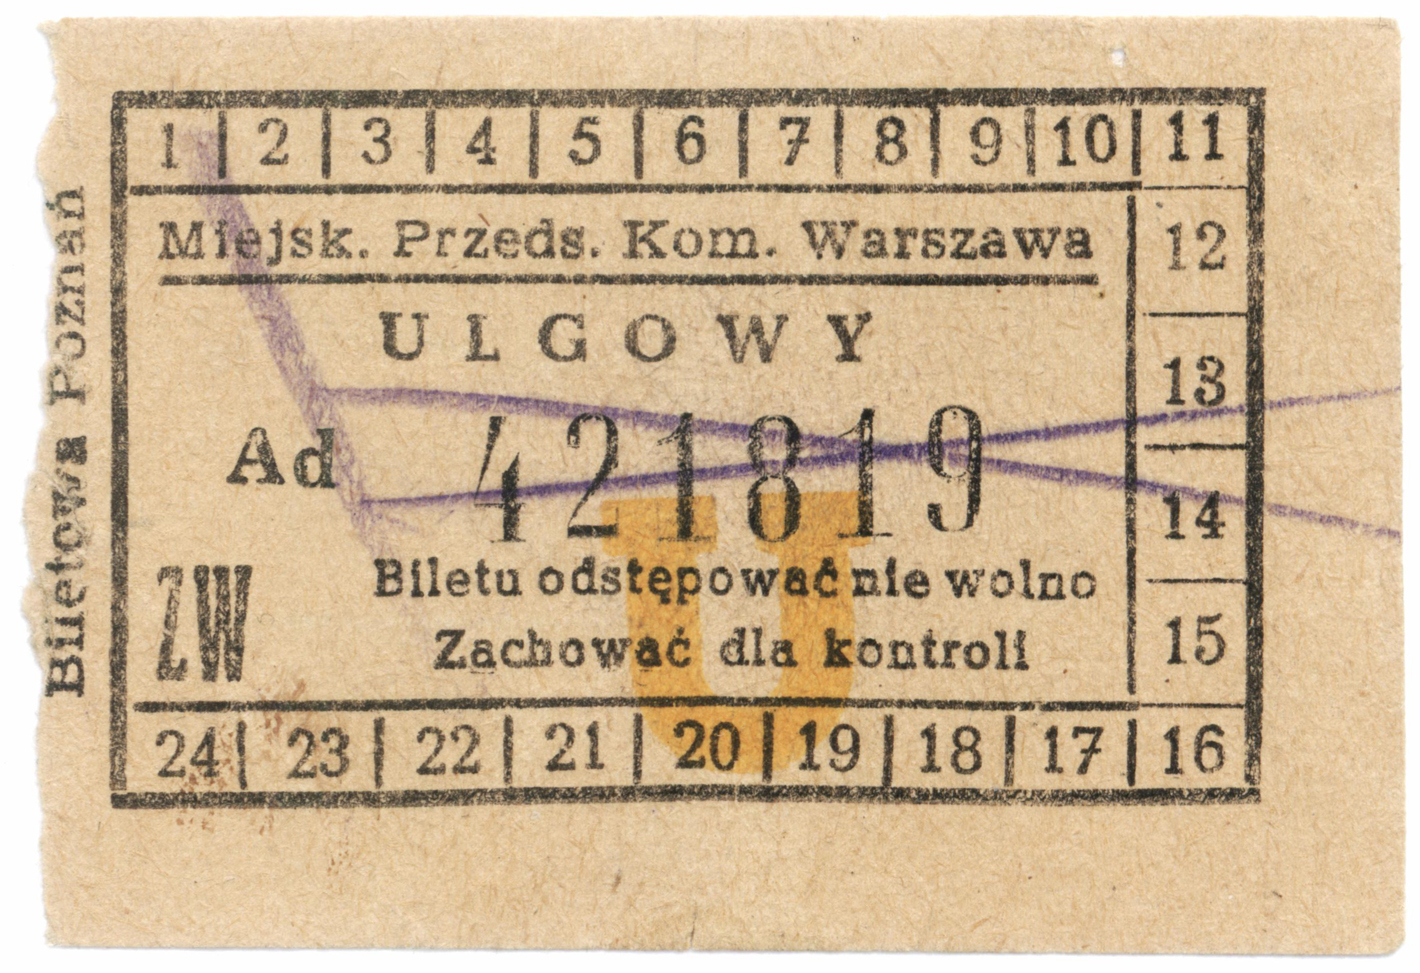 1 | 2 | 3 | 4 | 5 | 6 | 7 | 8 | 9 | 10 | 11
Miejsk. Przeds. Kom. Warszawa
12
ULGOWY
13
Ad 421819
14
Biletu odstępować nie wolno
ZW
Zachować dla kontroli
15
U
24 | 23 | 22 | 21 | 20 | 19 | 18 | 17 | 16
Biletowa Poznań